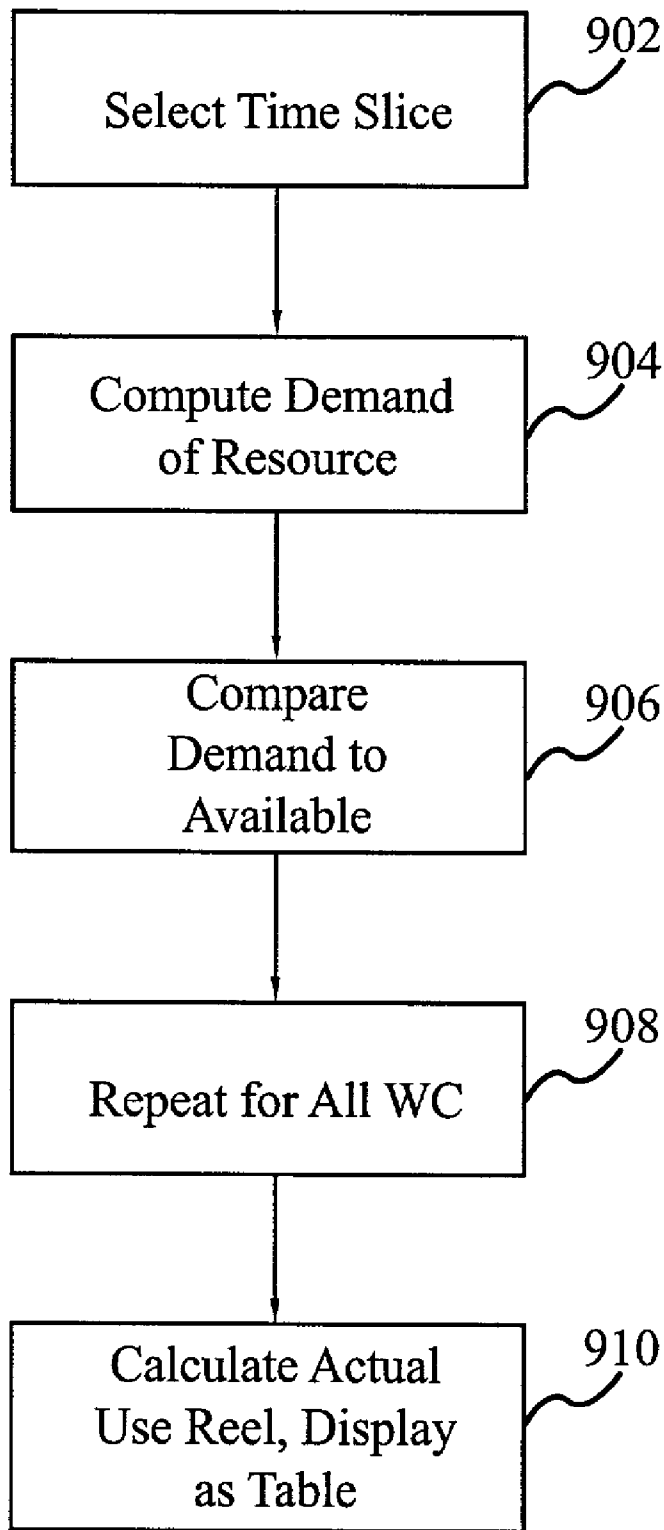 902
Select Time Slice
904
Compute Demand
of Resource
906
Compare
Demand to
Available
908
Repeat for All WC
910
Calculate Actual
Use Reel, Display
as Table